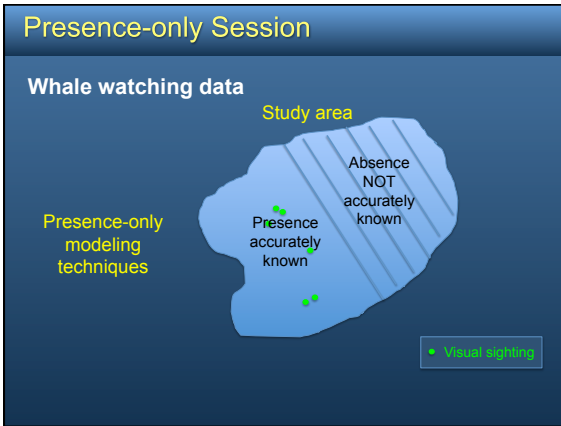 Presence-only Session
Whale watching data
Study area
Absence
NOT
accurately
known
Presence
accurately
known
Presence-only
modeling
techniques
Visual sighting